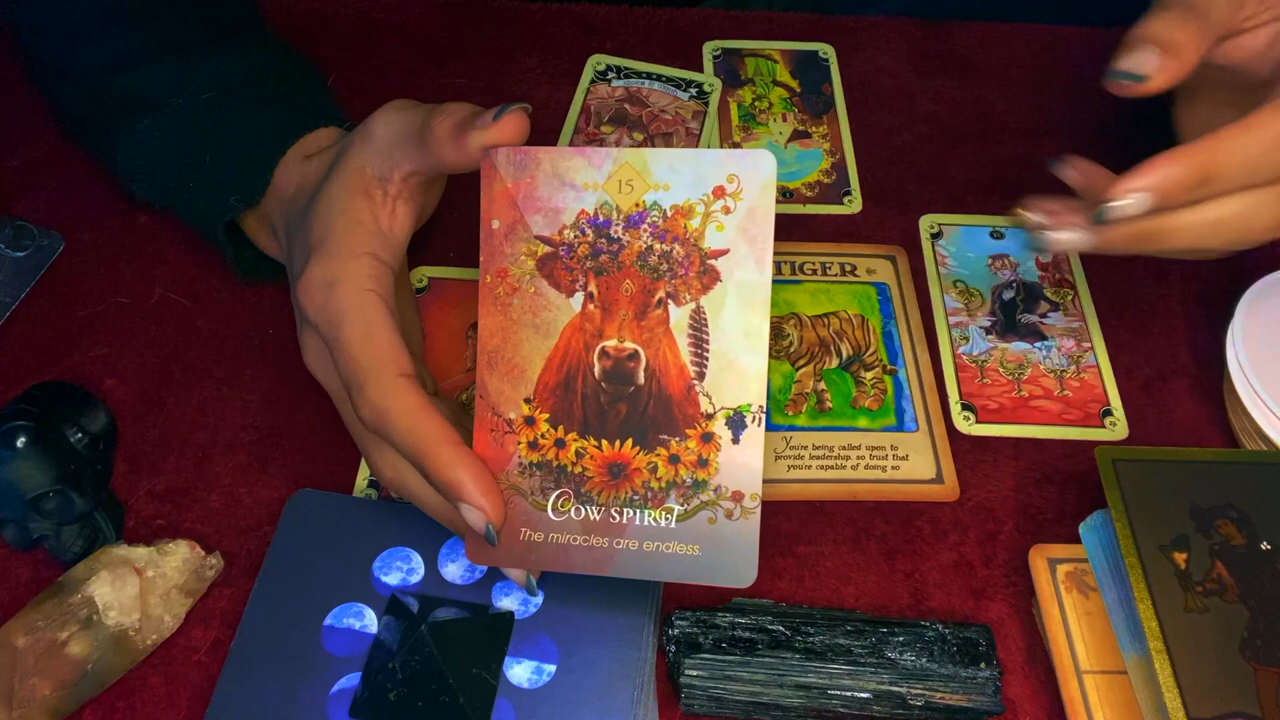 15
COW SPIRIT
The miracles are endless.
TIGER
You're being called upon to
provide leadership, so trust that
you're capable of doing so